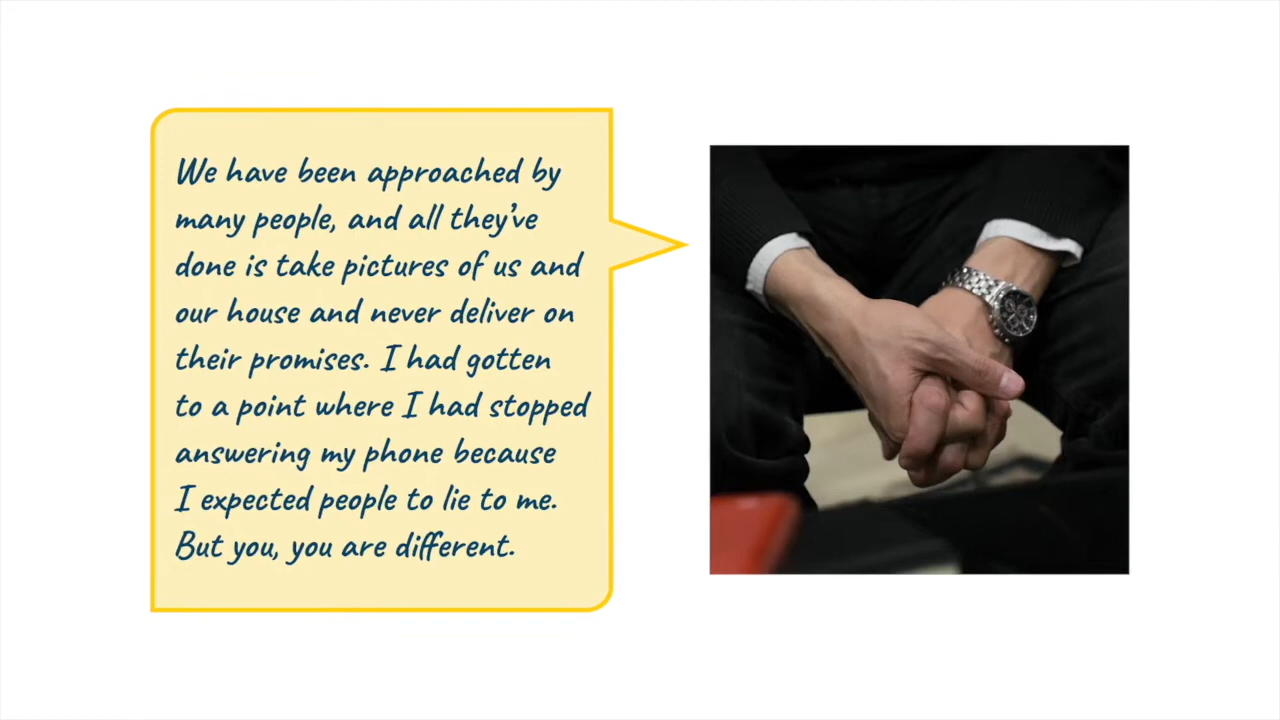 We have been approached by
many people, and all they’ve
done is take pictures of us and
our house and never deliver on
their promises. I had gotten
to a point where I had stopped
answering my phone because
I expected people to lie to me.
But you, you are different.